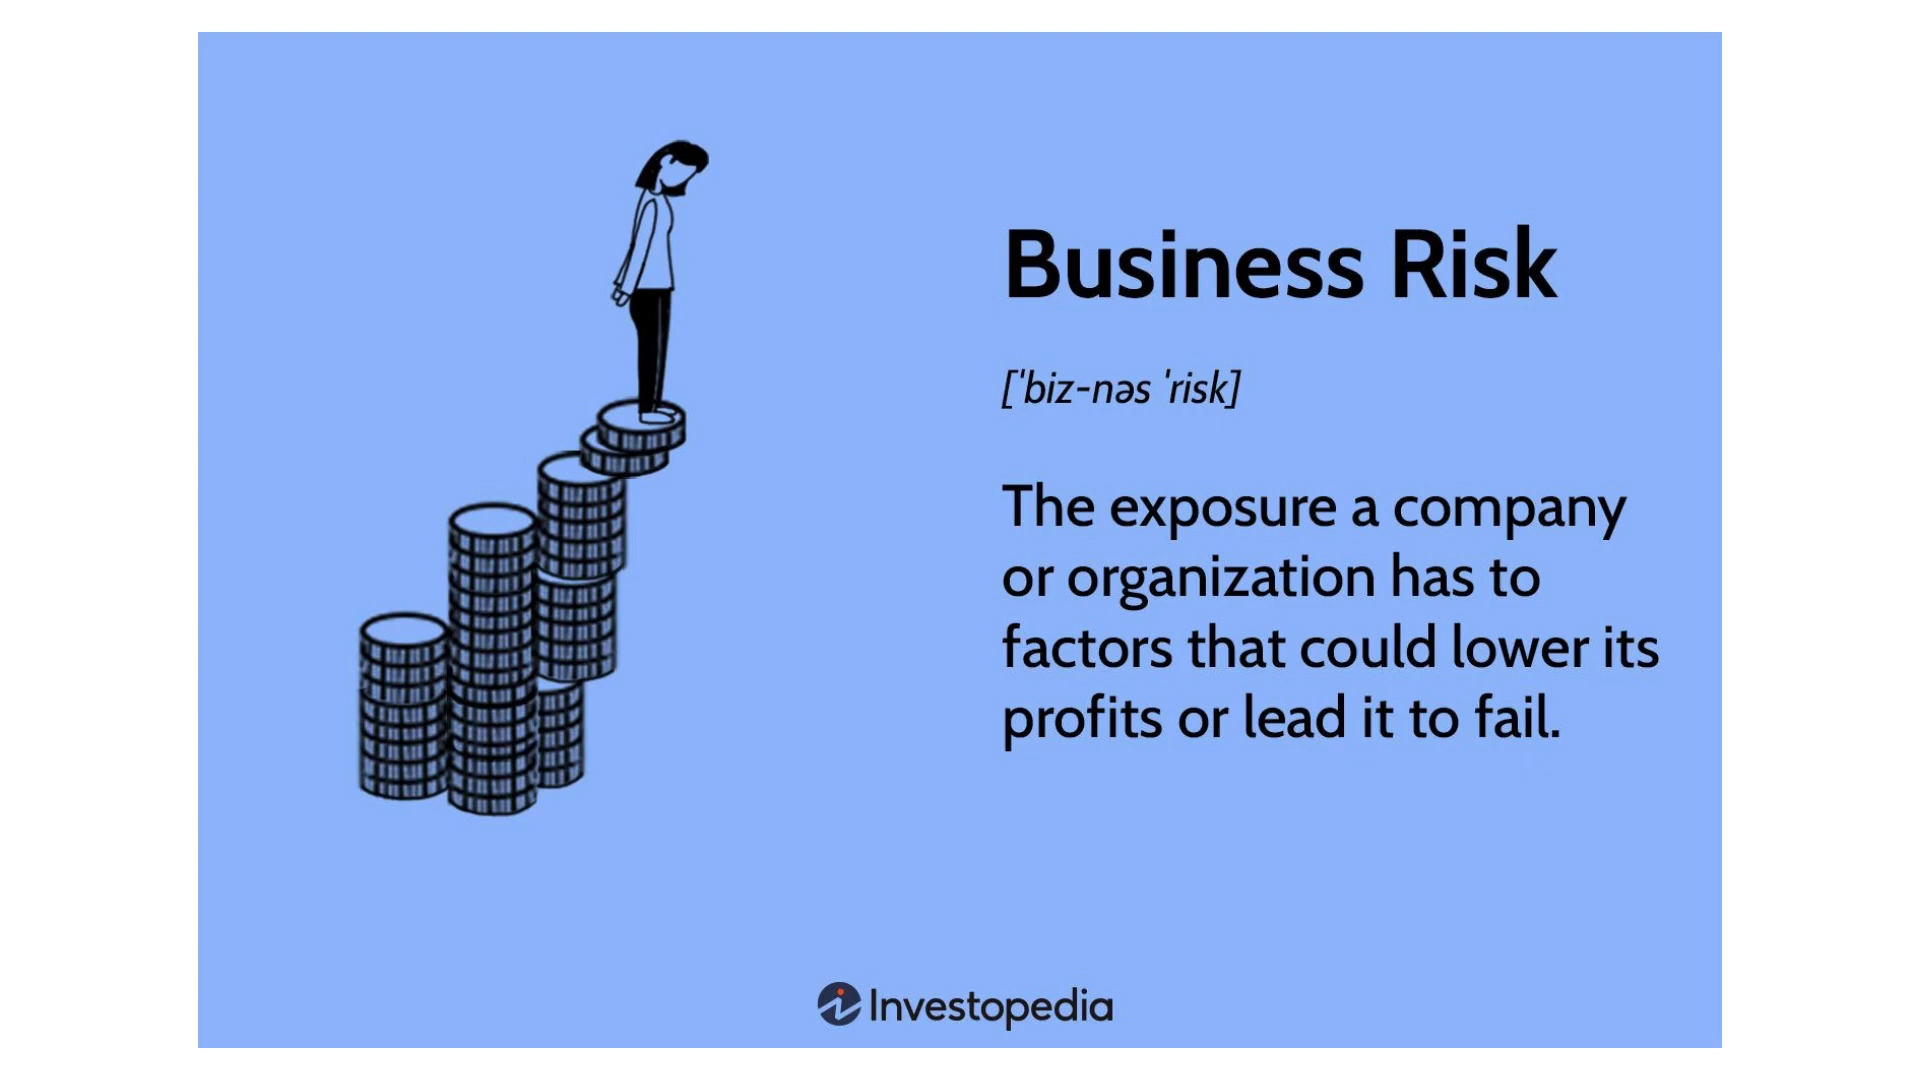 Business Risk
[ˈbiz-nəs ˈrisk]
The exposure a company
or organization has to
factors that could lower its
profits or lead it to fail.
Investopedia